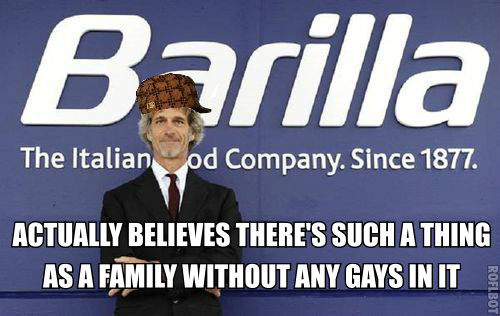 Barilla
The Italian od Company. Since 1877.
ACTUALLY BELIEVES THERE'S SUCH A THING
AS A FAMILY WITHOUT ANY GAYS IN IT
ROFLBOT